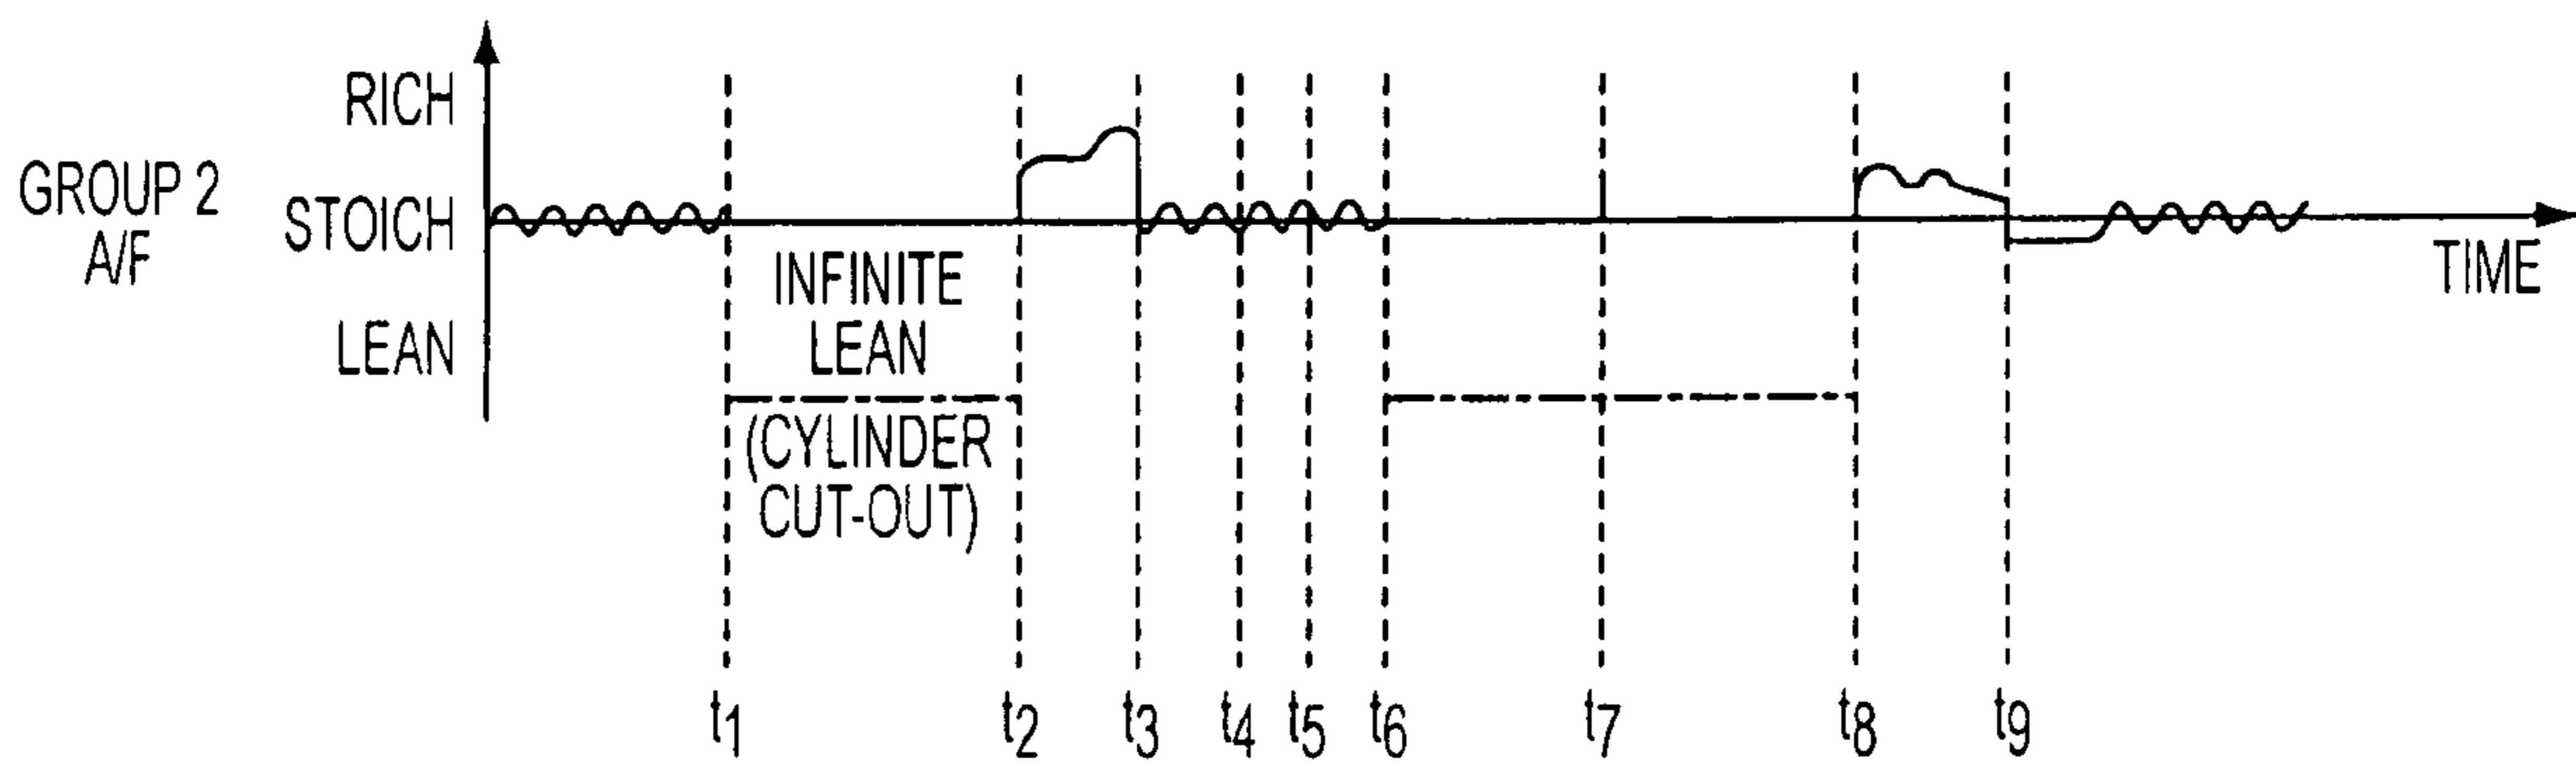 RICH
GROUP 2
A/F
STOICH
LEAN
INFINITE
LEAN
(CYLINDER
CUT-OUT)
TIME
t1 t2 t3 t4 t5 t6 t7 t8 t9